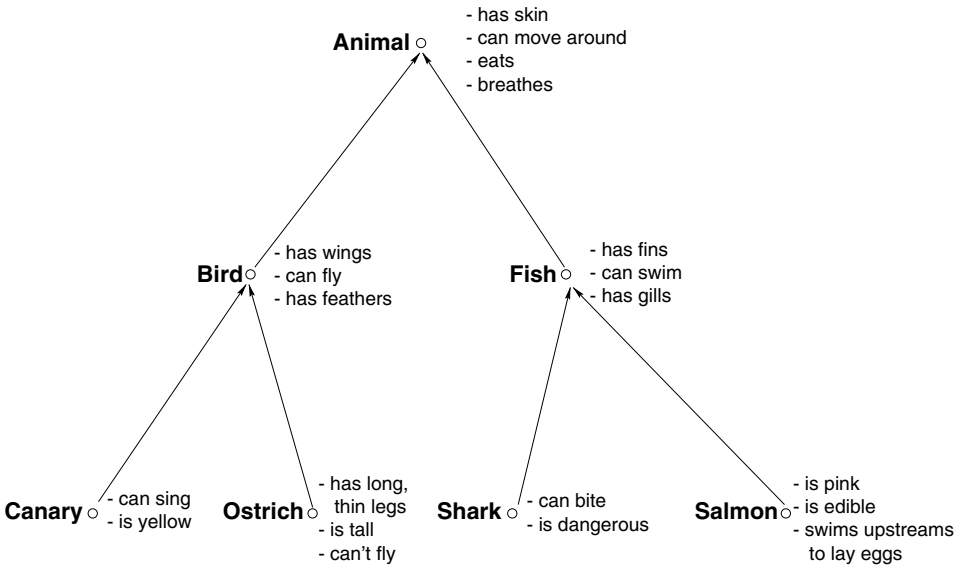 Animal
- has skin
- can move around
- eats
- breathes
Bird
- has wings
- can fly
- has feathers
Fish
- has fins
- can swim
- has gills
Canary
- can sing
- is yellow
Ostrich
- has long,
thin legs
- is tall
- can't fly
Shark
- can bite
- is dangerous
Salmon
- is pink
- is edible
- swims upstreams
to lay eggs